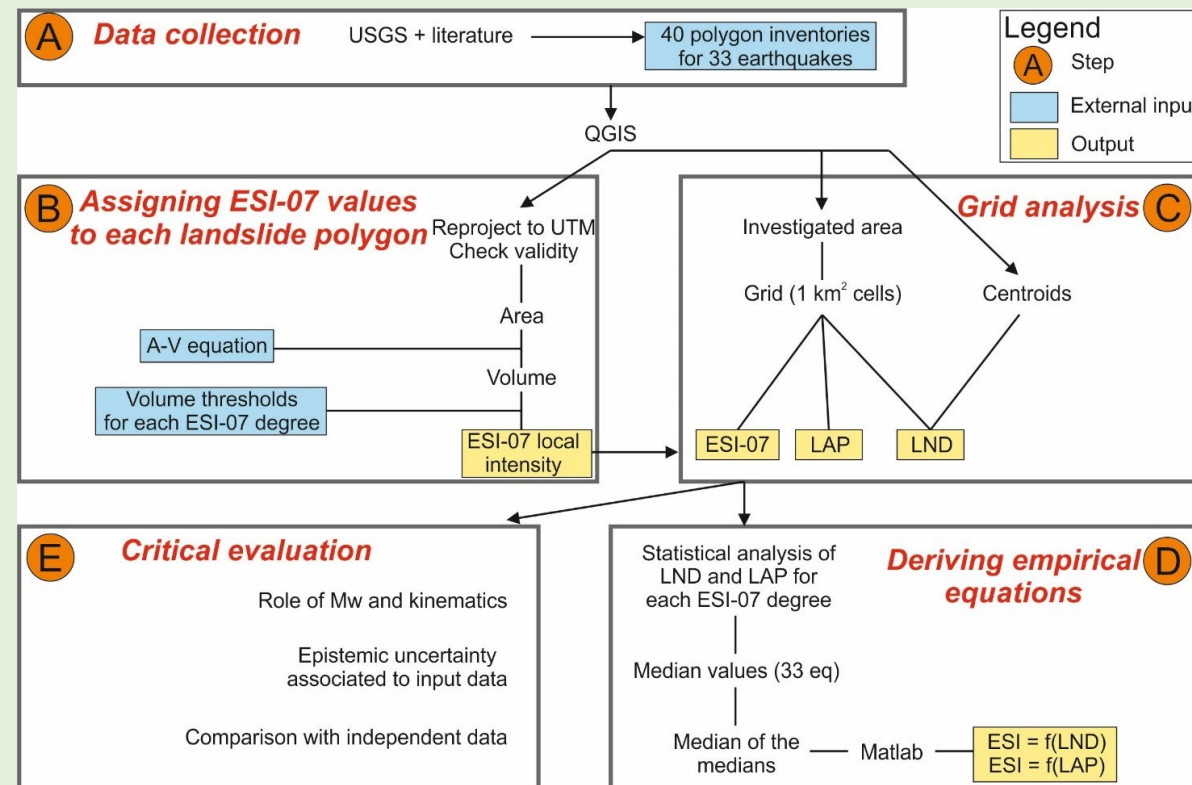 A
Data collection
USGS + literature
40 polygon inventories
for 33 earthquakes
Legend
A
Step
External inpu
Output
QGIS
B
Assigning ESI-07 values
to each landslide polygon
Reproject to UTM
Check validity
Area
A-V equation
Volume
Volume thresholds
for each ESI-07 degree
ESI-07 local
intensity
Grid analysis
C
Investigated area
Grid (1 km² cells)
Centroids
ESI-07
LAP
LND
E
Critical evaluation
Role of Mw and kinematics
Epistemic uncertainty
associated to input data
Comparison with independent data
Statistical analysis of
LND and LAP for
each ESI-07 degree
Deriving empirical
equations
D
Median values (33 eq)
Median of the
medians
Matlab
ESI = f(LND)
ESI = f(LAP)